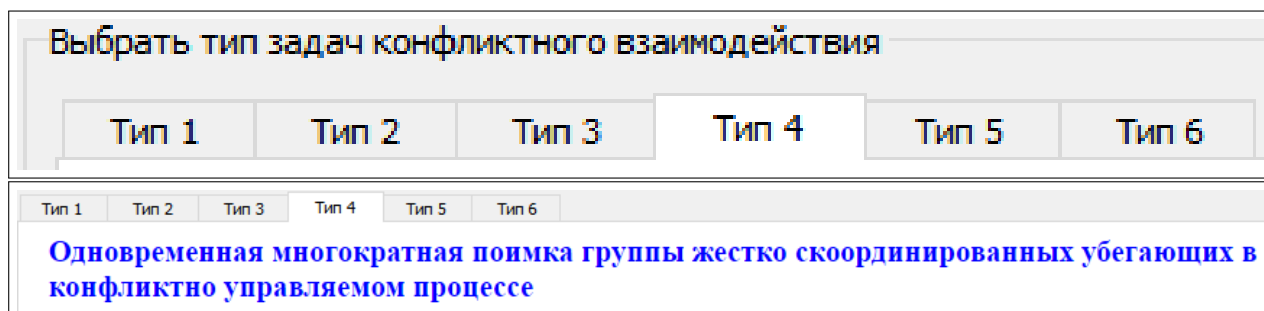 Выбрать тип задач конфликтного взаимодействия
Тип 1 Тип 2 Тип 3 Тип 4 Тип 5 Тип 6
Тип 1 Тип 2 Тип 3 Тип 4 Тип 5 Тип 6
Одновременная многократная поимка группы жестко скоординированных убегающих в
конфликтно управляемом процессе